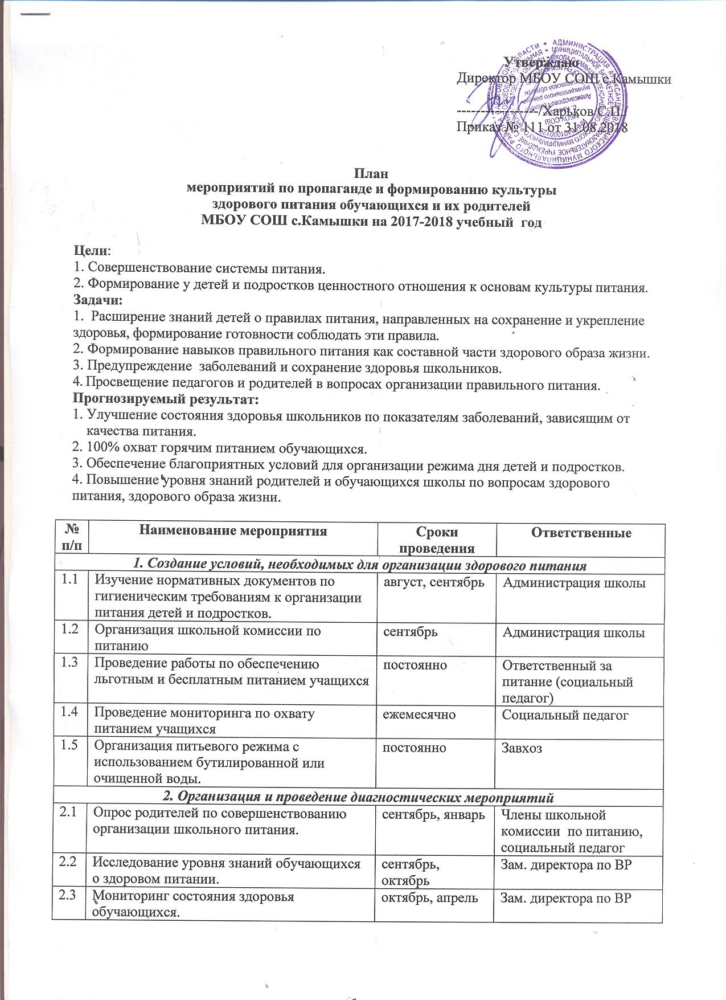 Утверждаю
Директор МБОУ СОШ с.Камышки
-----------------/Харьков С.П./
Приказ № 111 от 31.08.2018
План
мероприятий по пропаганде и формированию культуры
здорового питания обучающихся и их родителей
МБОУ СОШ с.Камышки на 2017-2018 учебный год
Цели:
1. Совершенствование системы питания.
2. Формирование у детей и подростков ценностного отношения к основам культуры питания.
Задачи:
1. Расширение знаний детей о правилах питания, направленных на сохранение и укрепление
здоровья, формирование готовности соблюдать эти правила.
2. Формирование навыков правильного питания как составной части здорового образа жизни.
3. Предупреждение заболеваний и сохранение здоровья школьников.
4. Просвещение педагогов и родителей в вопросах организации правильного питания.
Прогнозируемый результат:
1. Улучшение состояния здоровья школьников по показателям заболеваний, зависящим от
качества питания.
2. 100% охват горячим питанием обучающихся.
3. Обеспечение благоприятных условий для организации режима дня детей и подростков.
4. Повышение уровня знаний родителей и обучающихся школы по вопросам здорового
питания, здорового образа жизни.
№ Наименование мероприятия Сроки Ответственные
п/п проведения
1. Создание условий, необходимых для организации здорового питания
1.1 Изучение нормативных документов по август, сентябрь Администрация школы
гигиеническим требованиям к организации
питания детей и подростков.
1.2 Организация школьной комиссии по сентябрь Администрация школы
питанию
1.3 Проведение работы по обеспечению постоянно Ответственный за
льготным и бесплатным питанием учащихся питание (социальный
педагог)
1.4 Проведение мониторинга по охвату ежемесячно Социальный педагог
питанием учащихся
1.5 Организация питьевого режима с постоянно Завхоз
использованием бутилированной или
очищенной воды.
2. Организация и проведение диагностических мероприятий
2.1 Опрос родителей по совершенствованию сентябрь, январь Члены школьной
организации школьного питания. комиссии по питанию,
социальный педагог
2.2 Исследование уровня знаний обучающихся сентябрь, Зам. директора по ВР
о здоровом питании. октябрь
2.3 Мониторинг состояния здоровья октябрь, апрель Зам. директора по ВР
обучающихся.